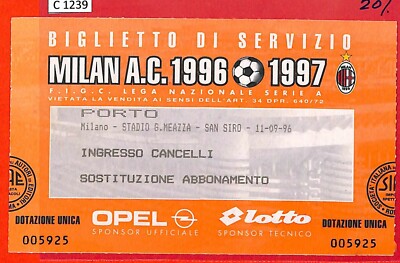 C 1239
20%
BIGLIETTO DI SERVIZIO
MILAN A.C. 1996 1997
F.I.G.C. LEGA NAZIONALE SERIE A
VIETATA LA VENDITA AI SENSI DELL'ART. 34 DPR. 640/72
PORTO
Milano - STADIO G.MEAZZA - SAN SIRO - 11-09-96
INGRESSO CANCELLI
SOSTITUZIONE ABBONAMENTO
DOTAZIONE UNICA
005925
OPEL
SPONSOR UFFICIALE
lotto
SPONSOR TECNICO
DOTAZIONE UNICA
005925